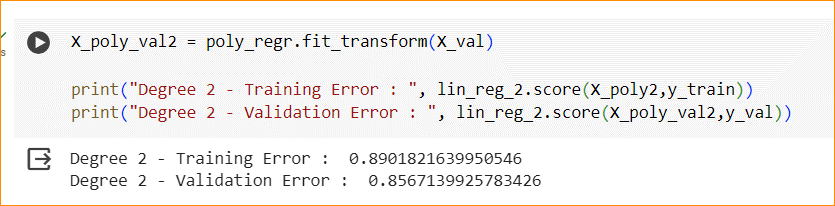 X_poly_val2 = poly_regr.fit_transform(X_val)
print("Degree 2 - Training Error : ", lin_reg_2.score(X_poly2,y_train))
print("Degree 2 - Validation Error : ", lin_reg_2.score(X_poly_val2,y_val))
Degree 2 - Training Error :  0.8901821639950546
Degree 2 - Validation Error :  0.8567139925783426